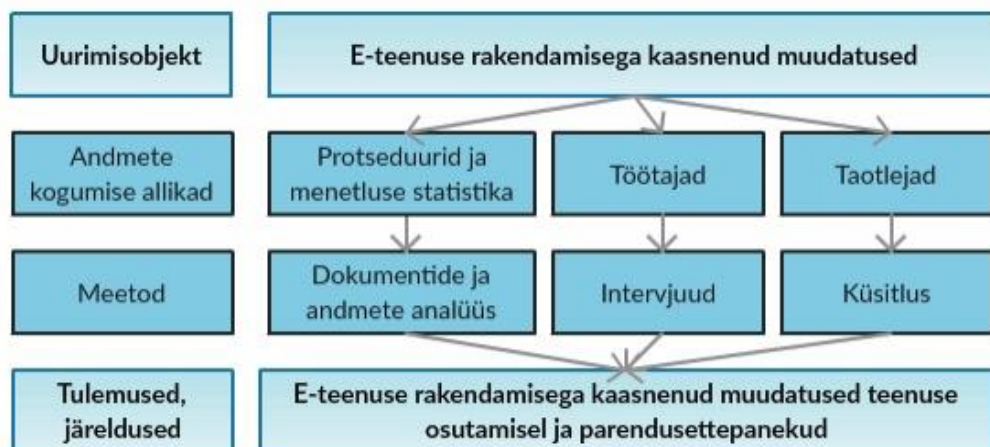 Uurimisobjekt
E-teenuse rakendamisega kaasnenud muudatused
Andmete
kogumise allikad
Protseduurid ja
menetluse statistika
Töötajad
Taotlejad
Meetod
Dokumentide ja
andmete analüüs
Intervjuud
Küsitlus
Tulemused,
järeldused
E-teenuse rakendamisega kaasnenud muudatused teenuse
osutamisel ja parendusettepanekud